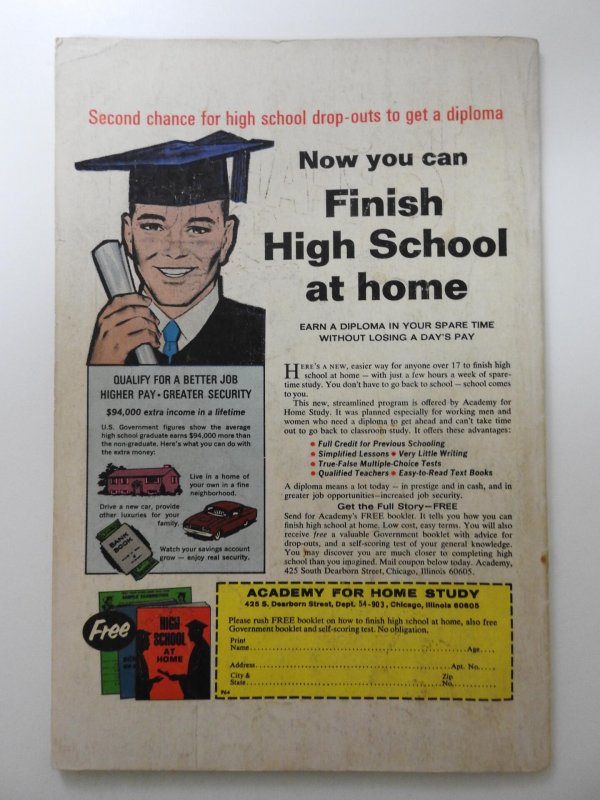 Second chance for high school drop-outs to get a diploma
Now you can
Finish
High School
at home
EARN A DIPLOMA IN YOUR SPARE TIME
WITHOUT LOSING A DAY'S PAY
QUALIFY FOR A BETTER JOB
HIGHER PAY • GREATER SECURITY
$94,000 extra income in a lifetime
U.S. Government figures show the average
high school graduate earns $94,000 more than
the non-graduate. Here's what you can do with
the extra money:
Live in a home of
your own in a fine
neighborhood.
Drive a new car, provide
other luxuries for your
family.
BANK
BOOK
Watch your savings account
grow — enjoy real security.
HERE'S A NEW, easier way for anyone over 17 to finish high
school at home — with just a few hours a week of spare-
time study. You don't have to go back to school — school comes
to you.
This new, streamlined program is offered by Academy for
Home Study. It was planned especially for working men and
women who need a diploma to get ahead and can't take time
out to go back to classroom study. It offers these advantages:
• Full Credit for Previous Schooling
• Simplified Lessons • Very Little Writing
• True-False Multiple-Choice Tests
• Qualified Teachers • Easy-to-Read Text Books
A diploma means a lot today — in prestige and in cash, and in
greater job opportunities—increased job security.
Get the Full Story—FREE
Send for Academy's FREE booklet. It tells you how you can
finish high school at home. Low cost, easy terms. You will also
receive free a valuable Government booklet with advice for
drop-outs, and a self-scoring test of your general knowledge.
You may discover you are much closer to completing high
school than you imagined. Mail coupon below today. Academy,
425 South Dearborn Street, Chicago, Illinois 60605.
Free
HIGH
SCHOOL
AT
HOME
ACADEMY FOR HOME STUDY
425 S. Dearborn Street, Dept. 54-903, Chicago, Illinois 60605
Please rush FREE booklet on how to finish high school at home, also free
Government booklet and self-scoring test. No obligation.
Print
Name Age
Address Apt. No.
City & Zip
State No.